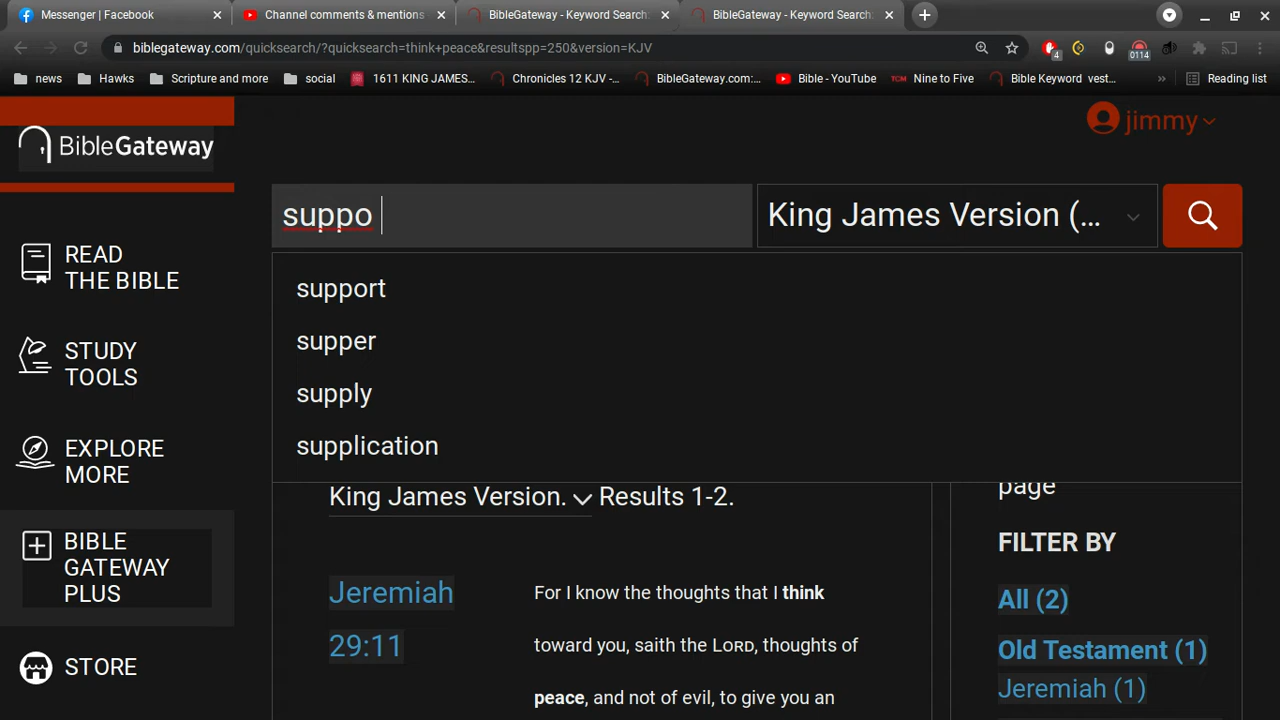 Messenger | Facebook
Channel comments & mentions
BibleGateway - Keyword Search:
BibleGateway - Keyword Search:
biblegateway.com/quicksearch/?quicksearch=think+peace&resultspp=250&version=KJV
4
0114
news
Hawks
Scripture and more
social
1611 KING JAMES...
Chronicles 12 KJV -...
BibleGateway.com:...
Bible - YouTube
TCM Nine to Five
Bible Keyword vest...
»
Reading list
BibleGateway
jimmy
suppo
King James Version (...
READ
THE BIBLE
STUDY
TOOLS
EXPLORE
MORE
BIBLE
GATEWAY
PLUS
STORE
support
supper
supply
supplication
King James Version. Results 1-2.
Jeremiah
29:11
For I know the thoughts that I think
toward you, saith the LORD, thoughts of
peace, and not of evil, to give you an
page
FILTER BY
All (2)
Old Testament (1)
Jeremiah (1)